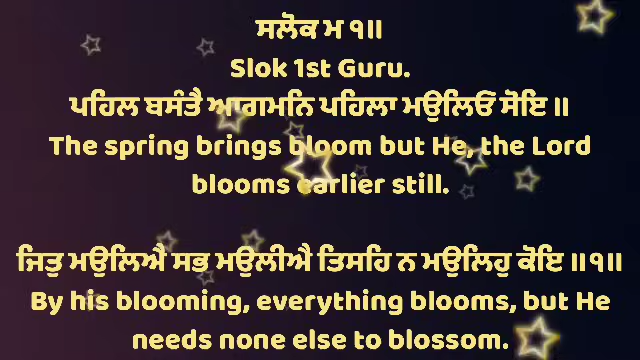 ਸਲੋਕ ਮ ੧॥
Slok 1st Guru.
ਪਹਿਲ ਬਸੰਤੈ ਆਗਮਨਿ ਪਹਿਲਾ ਮਉਲਿਓ ਸੋਇ ॥
The spring brings bloom but He, the Lord
blooms earlier still.
ਜਿਤੁ ਮਉਲਿਐ ਸਭ ਮਉਲੀਐ ਤਿਸਹਿ ਨ ਮਉਲਿਹੁ ਕੋਇ ॥੧॥
By his blooming, everything blooms, but He
needs none else to blossom.